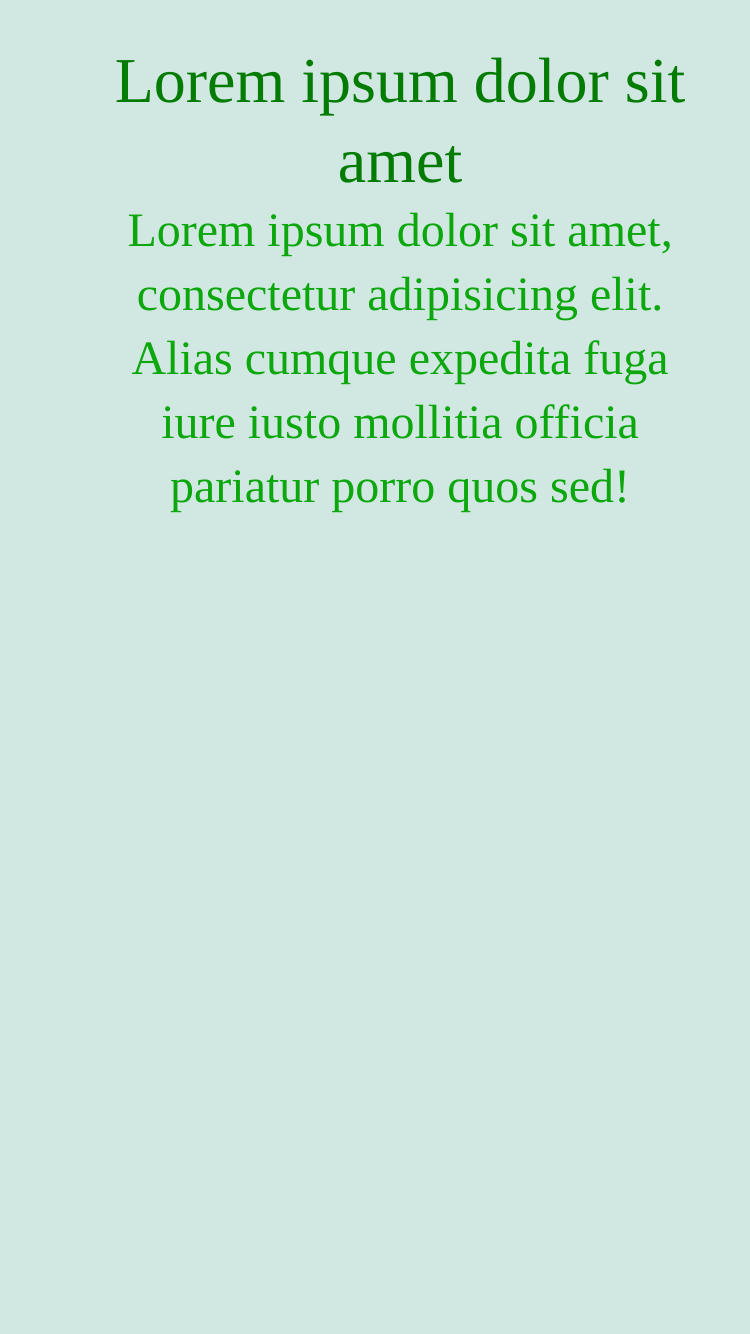 Lorem ipsum dolor sit
amet
Lorem ipsum dolor sit amet,
consectetur adipisicing elit.
Alias cumque expedita fuga
iure iusto mollitia officia
pariatur porro quos sed!